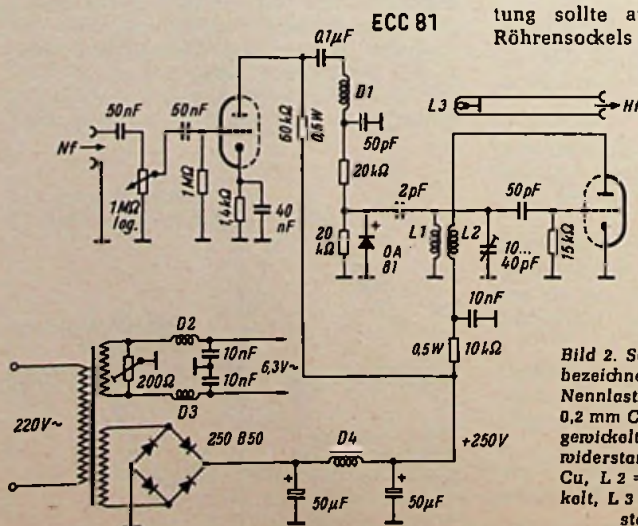 ECC 81
tung sollte
Röhrensockels
0,1µF
D1
L3
Hf
50nF
50nF
Nf
60kΩ
0,5W
50pF
20kΩ
2pF
50pF
1MΩ
log.
1MΩ
1,4kΩ
40
nF
20
kΩ
OA
81
L1
L2
10...
40pF
15kΩ
10nF
0,5W
10kΩ
D2
10nF
200Ω
6,3V~
10nF
D3
220V~
250 B50
D4
+250V
50µF
50µF
Bild 2.
bezeichne
Nennlast
0,2 mm C
gewickelt
widerstan
Cu, L 2 =
kelt, L 3
st